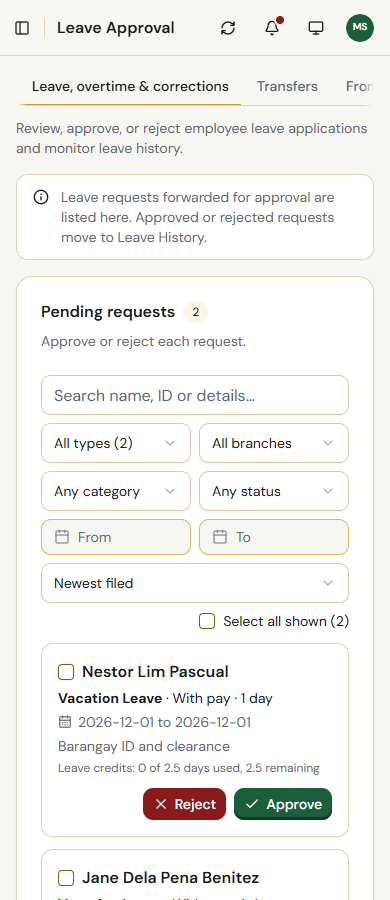 Leave Approval
MS
Leave, overtime & corrections
Transfers
Review, approve, or reject employee leave applications
and monitor leave history.
Leave requests forwarded for approval are
listed here. Approved or rejected requests
move to Leave History.
Pending requests 2
Approve or reject each request.
Search name, ID or details...
All types (2)
All branches
Any category
Any status
From
To
Newest filed
Select all shown (2)
Nestor Lim Pascual
Vacation Leave · With pay · 1 day
2026-12-01 to 2026-12-01
Barangay ID and clearance
Leave credits: 0 of 2.5 days used, 2.5 remaining
Reject
Approve
Jane Dela Pena Benitez